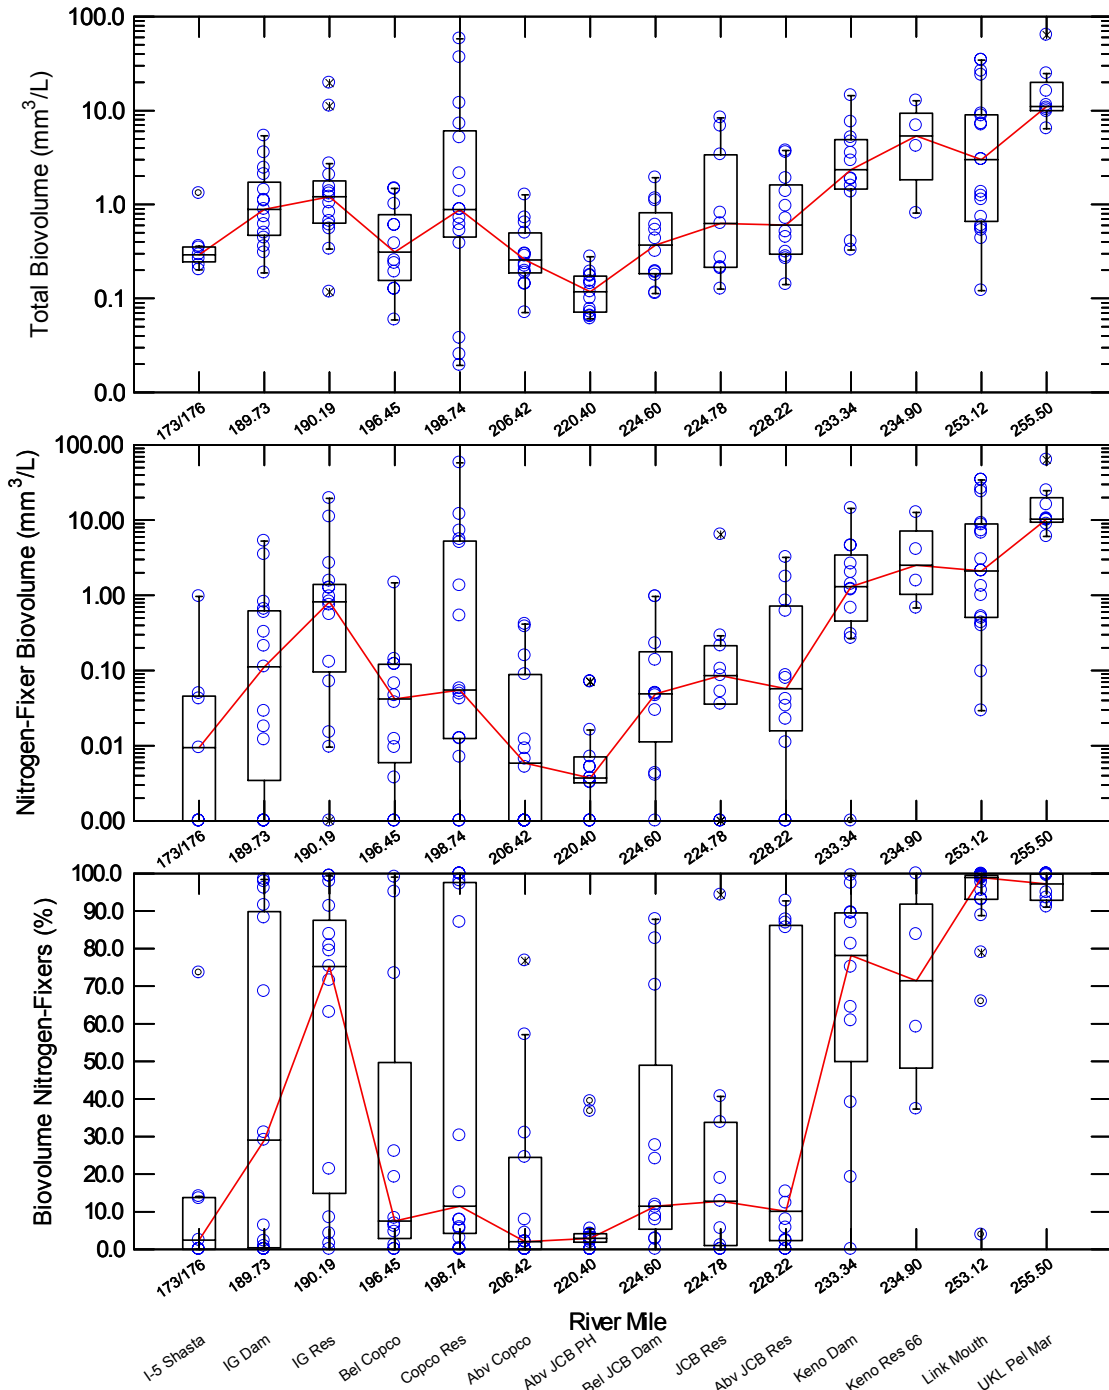 Total Biovolume (mm³/L)
100.0
10.0
1.0
0.1
0.0
173/176 189.73 190.19 196.45 198.74 206.42 220.40 224.60 224.78 228.22 233.34 234.90 253.12 255.50
Nitrogen-Fixer Biovolume (mm³/L)
100.00
10.00
1.00
0.10
0.01
0.00
173/176 189.73 190.19 196.45 198.74 206.42 220.40 224.60 224.78 228.22 233.34 234.90 253.12 255.50
Biovolume Nitrogen-Fixers (%)
100.0
90.0
80.0
70.0
60.0
50.0
40.0
30.0
20.0
10.0
0.0
173/176 189.73 190.19 196.45 198.74 206.42 220.40 224.60 224.78 228.22 233.34 234.90 253.12 255.50
River Mile
I-5 Shasta IG Dam IG Res Bel Copco Copco Res Abv Copco Abv JCB PH Bel JCB Dam JCB Res Abv JCB Res Keno Dam Keno Res 66 Link Mouth UKL Pel Mar